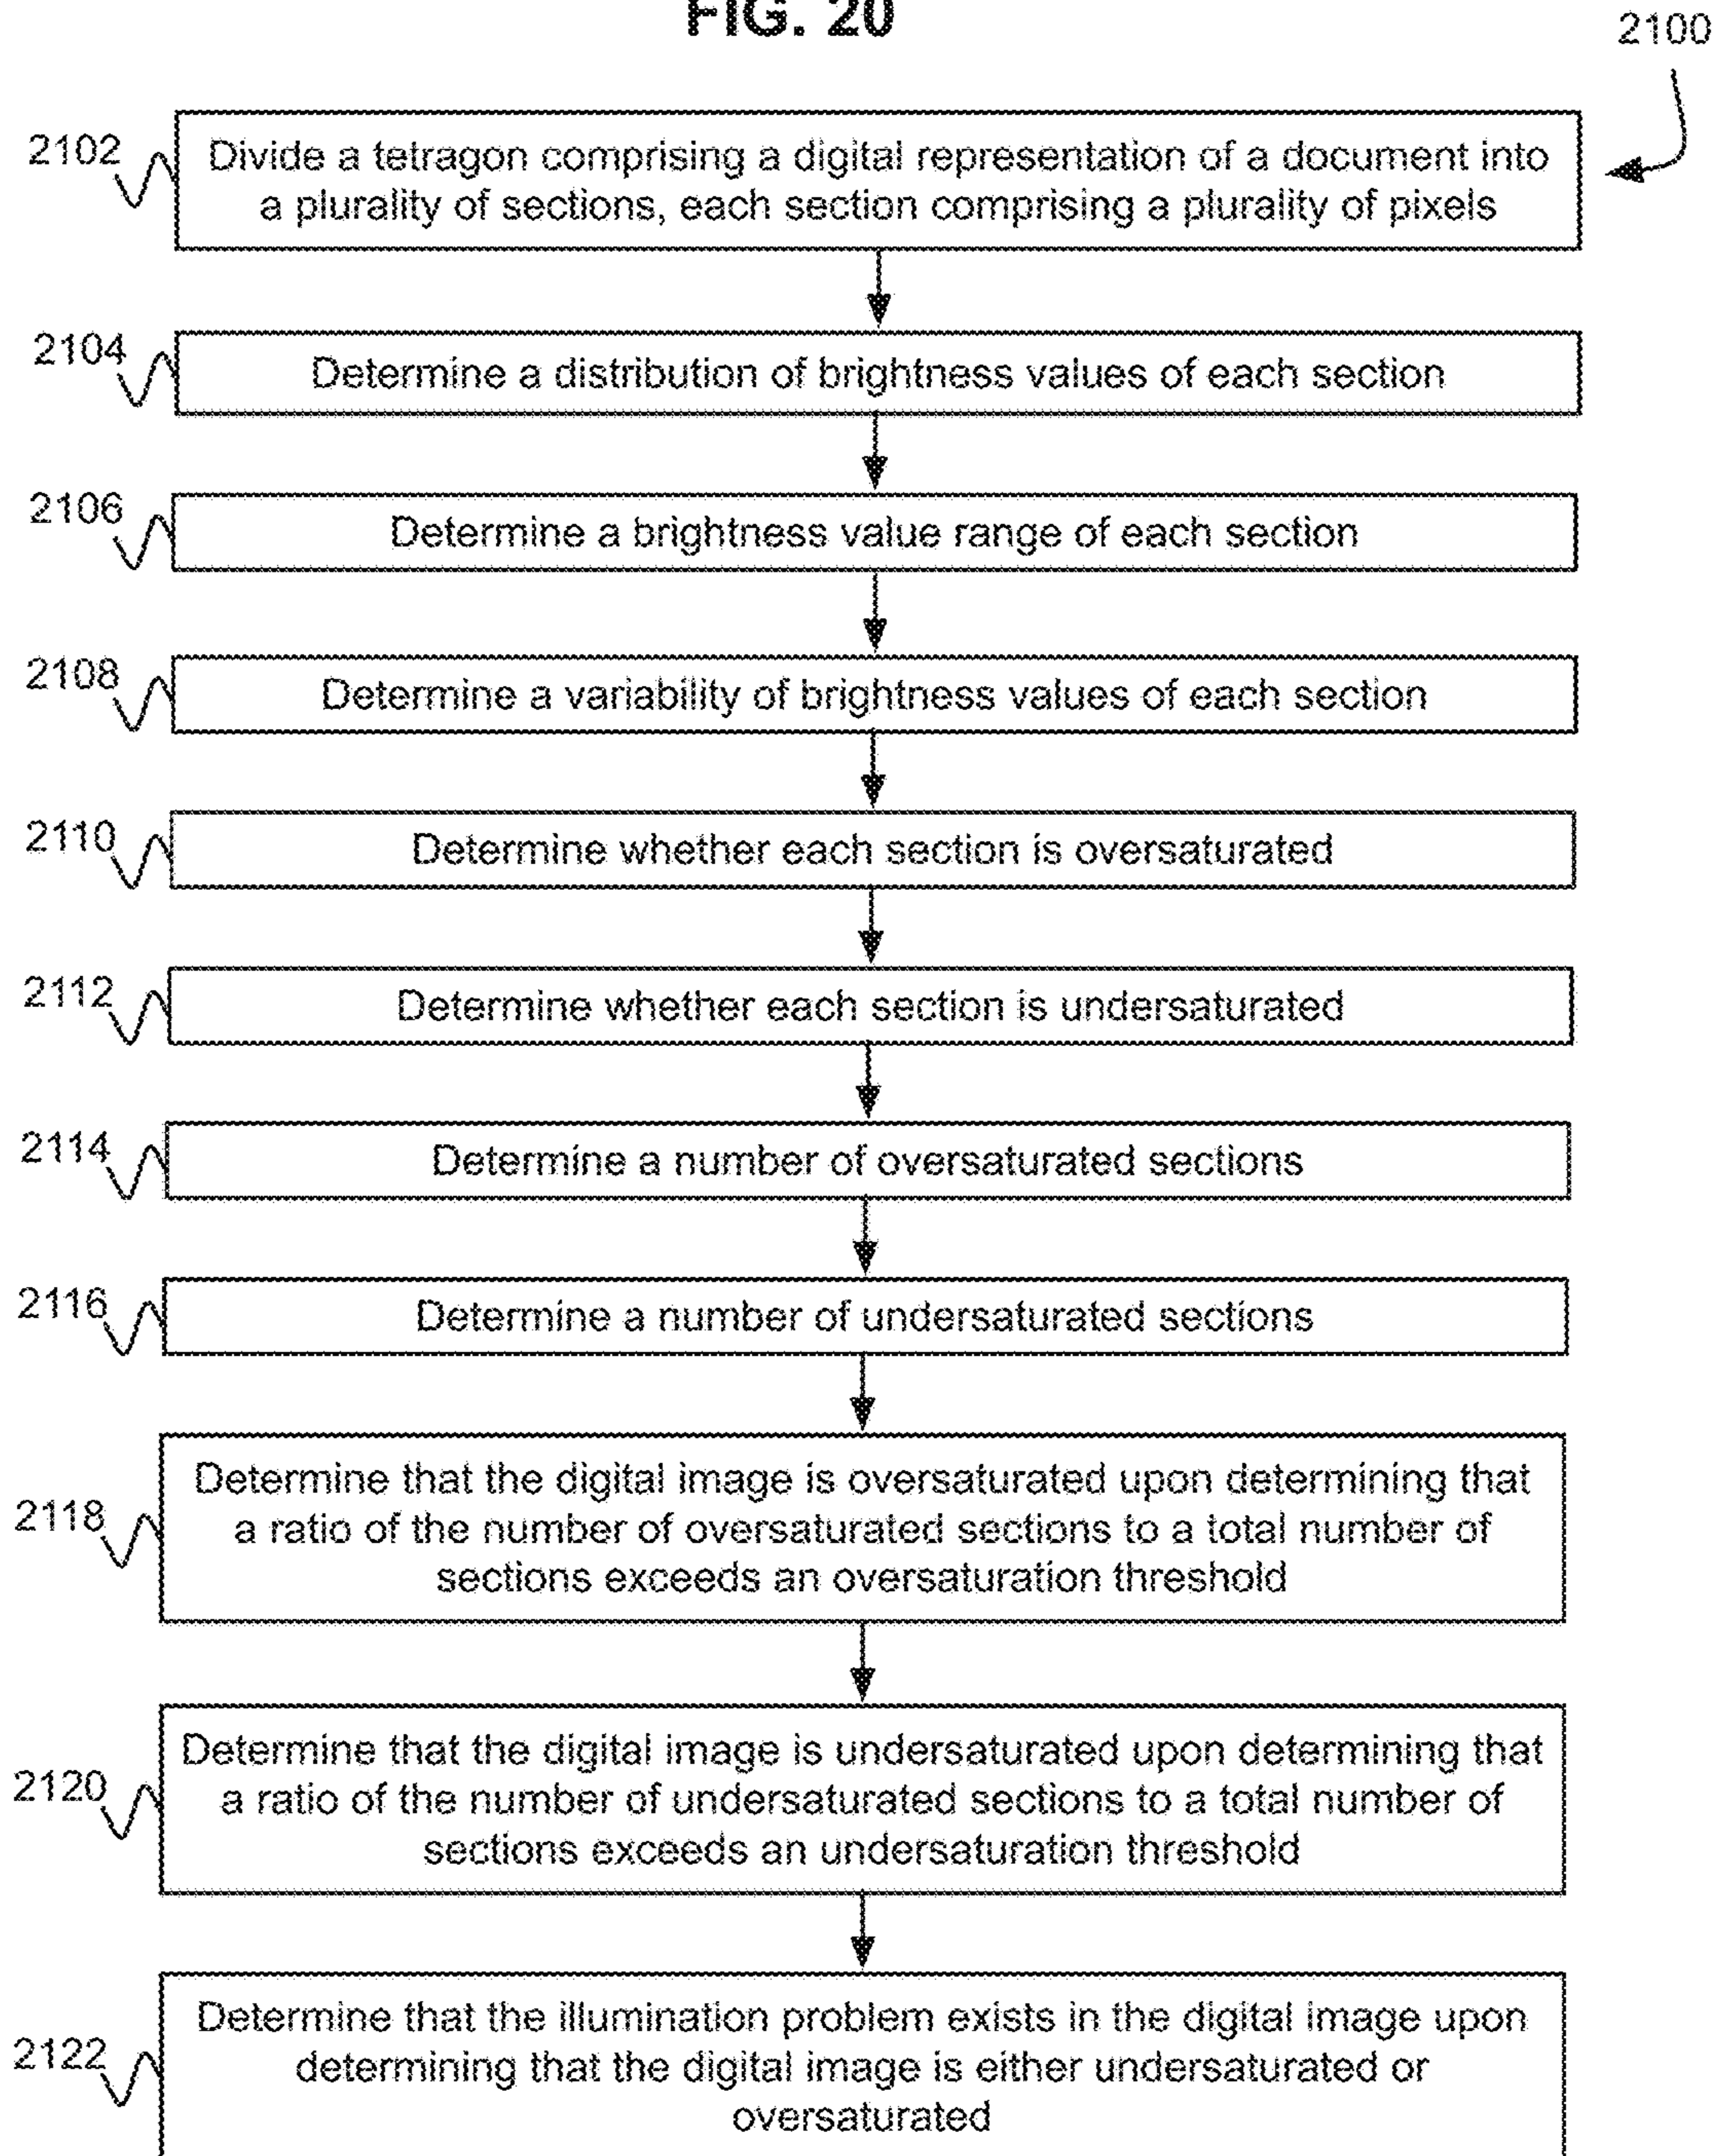 FIG. 20
2100
2102
Divide a tetragon comprising a digital representation of a document into
a plurality of sections, each section comprising a plurality of pixels
2104
Determine a distribution of brightness values of each section
2106
Determine a brightness value range of each section
2108
Determine a variability of brightness values of each section
2110
Determine whether each section is oversaturated
2112
Determine whether each section is undersaturated
2114
Determine a number of oversaturated sections
2116
Determine a number of undersaturated sections
2118
Determine that the digital image is oversaturated upon determining that
a ratio of the number of oversaturated sections to a total number of
sections exceeds an oversaturation threshold
2120
Determine that the digital image is undersaturated upon determining that
a ratio of the number of undersaturated sections to a total number of
sections exceeds an undersaturation threshold
2122
Determine that the illumination problem exists in the digital image upon
determining that the digital image is either undersaturated or
oversaturated